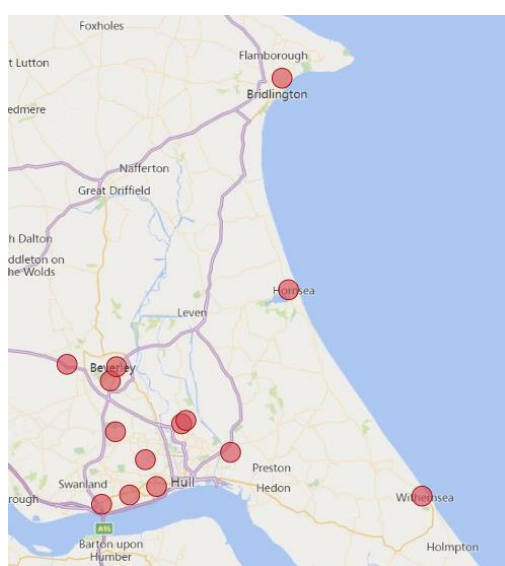 Foxholes
Flamborough
t Lutton
Bridlington
edmere
Nafferton
Great Driffield
h Dalton
ddleton on
he Wolds
Hornsea
Leven
Beverley
Preston
Swanland
Hull
Hedon
rough
Withernsea
Barton upon
Humber
Holmpton